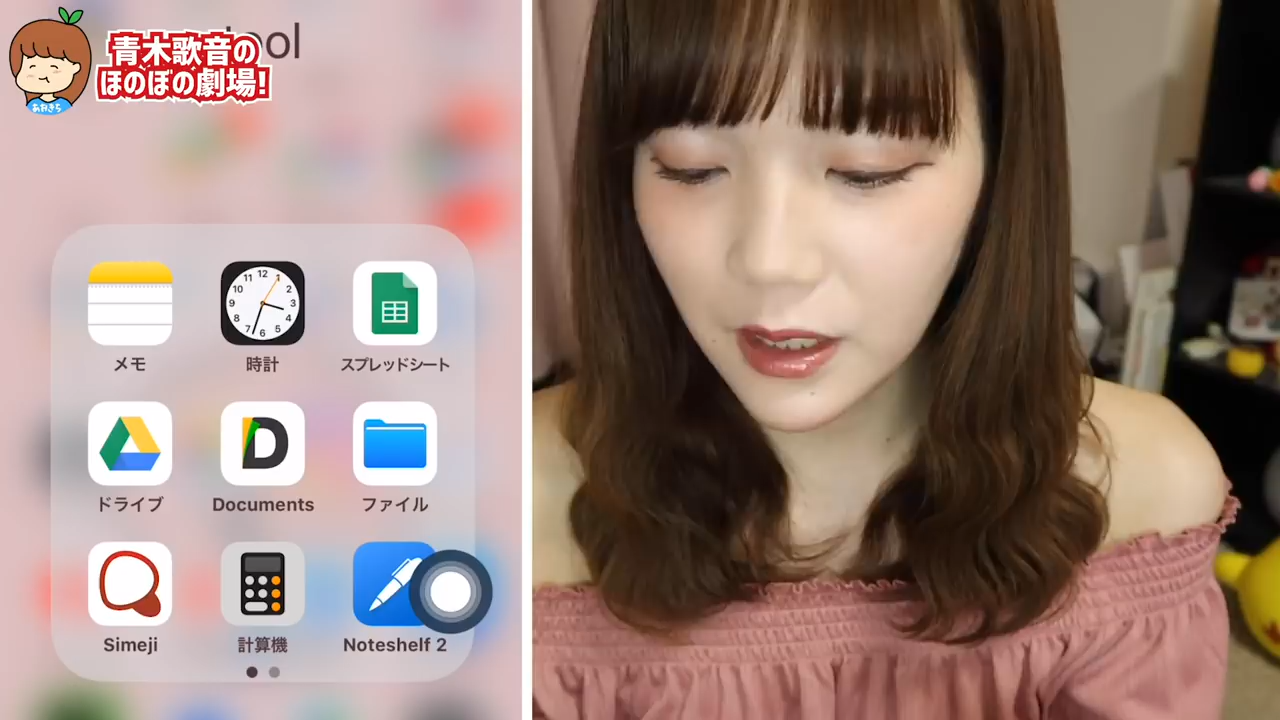 青木歌音の
ほのぼの劇場!
あおきら
メモ
時計
スプレッドシート
ドライブ
Documents
ファイル
Simeji
計算機
Noteshelf 2